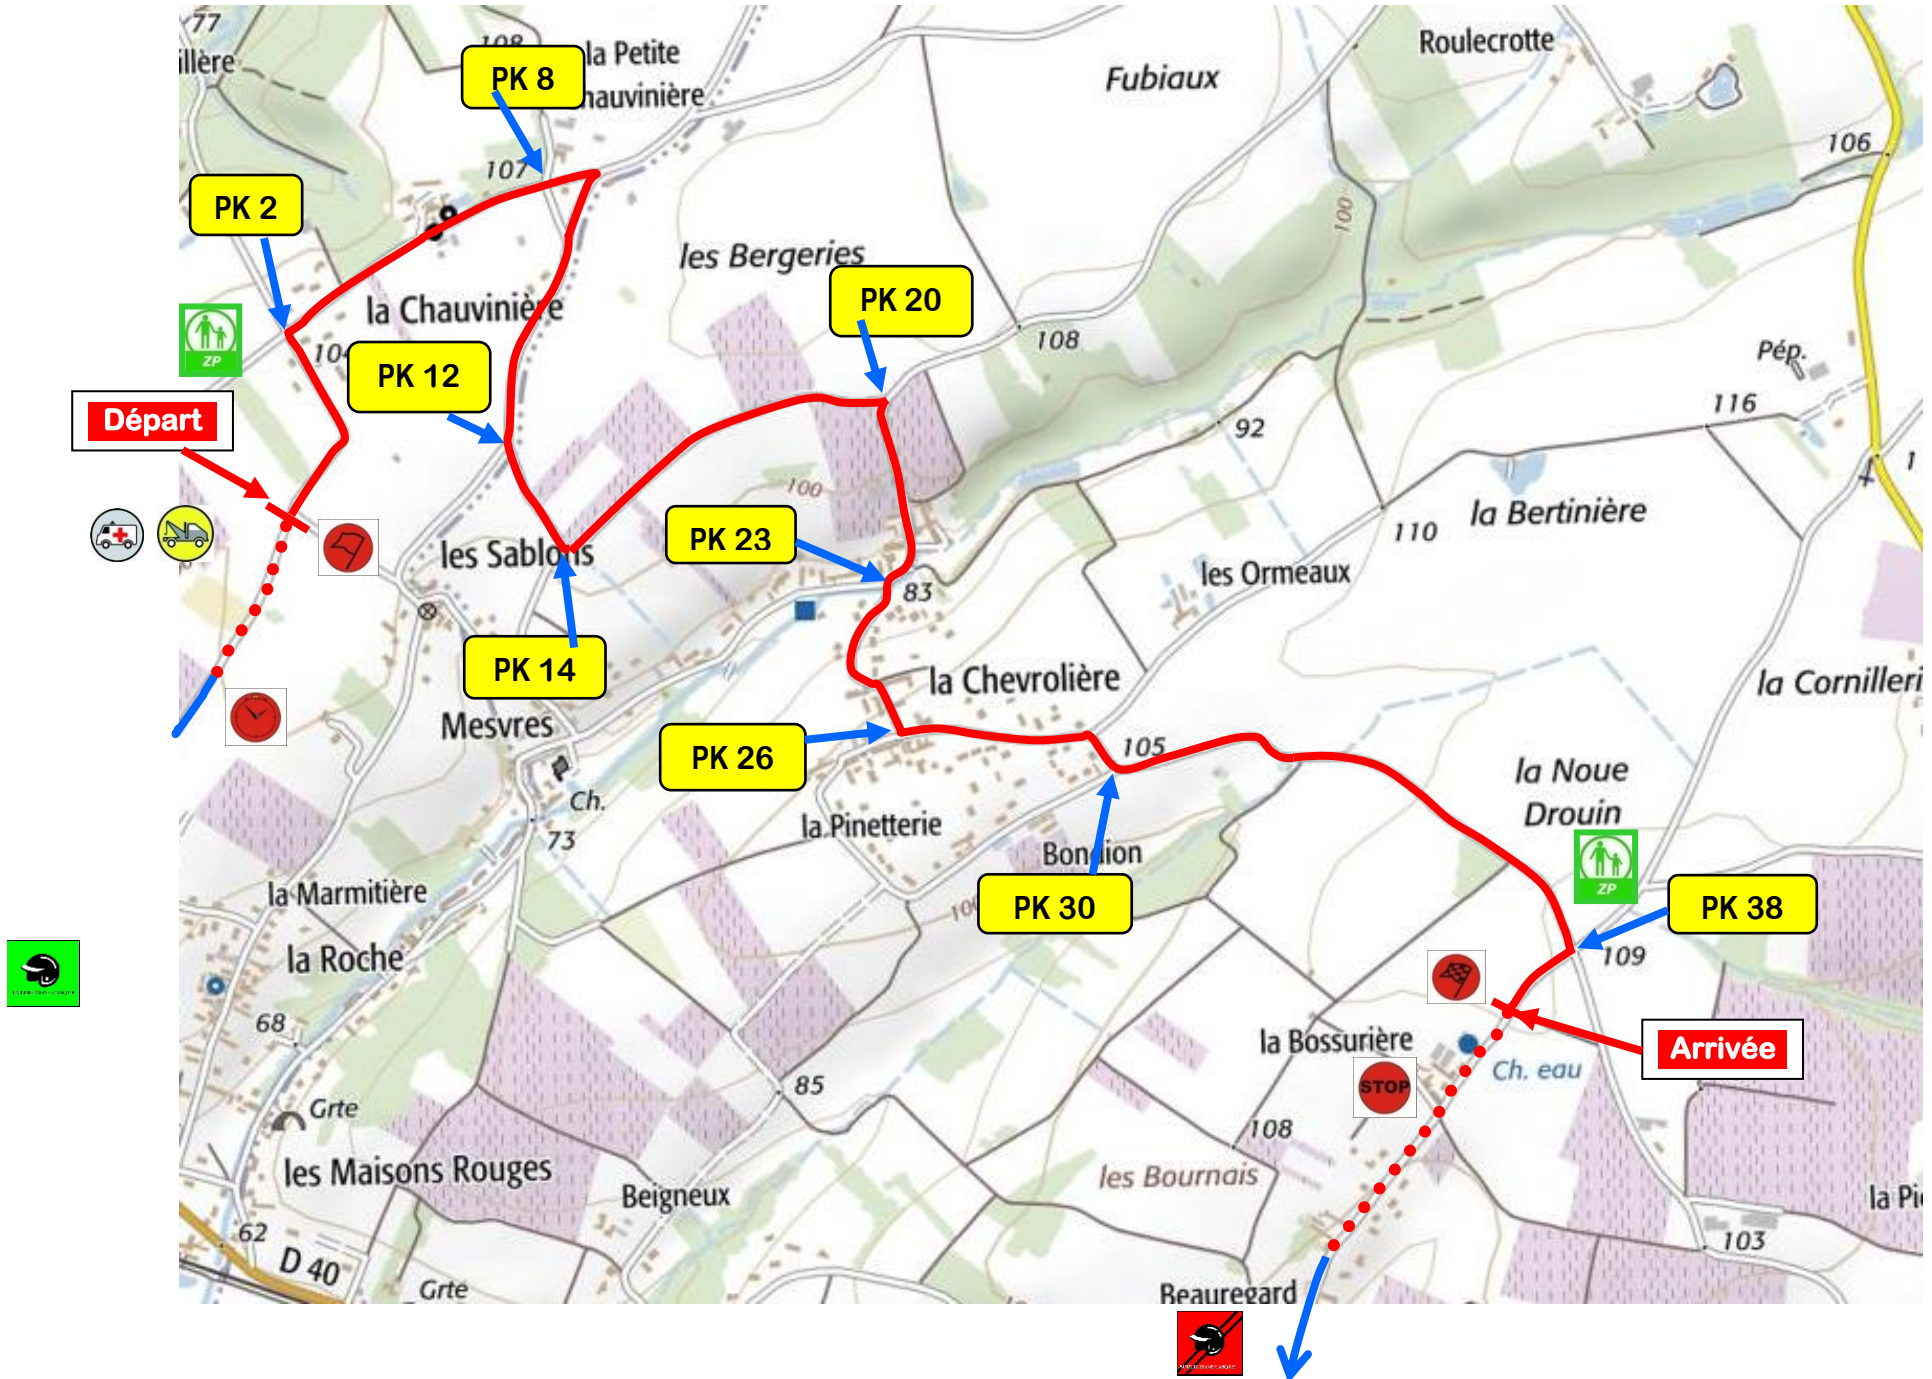 77
illère
108
la Petite
hauvinière
PK 8
Fubiaux
Roulecrotte
106
107
PK 2
100
les Bergeries
la Chauvinière
PK 20
108
ZP
104
PK 12
Pép.
116
Départ
92
100
1
la Bertinière
110
PK 23
les Sablons
les Ormeaux
83
PK 14
la Chevrolière
la Cornilleri
Mesvres
PK 26
105
la Noue
Drouin
Ch.
la Pinetterie
73
Bondion
ZP
la Marmitière
100
PK 30
PK 38
la Roche
109
68
la Bossurière
Arrivée
Ch. eau
STOP
85
Grte
108
les Maisons Rouges
les Bournais
Beigneux
la Pi
62
103
D 40
Grte
Beauregard